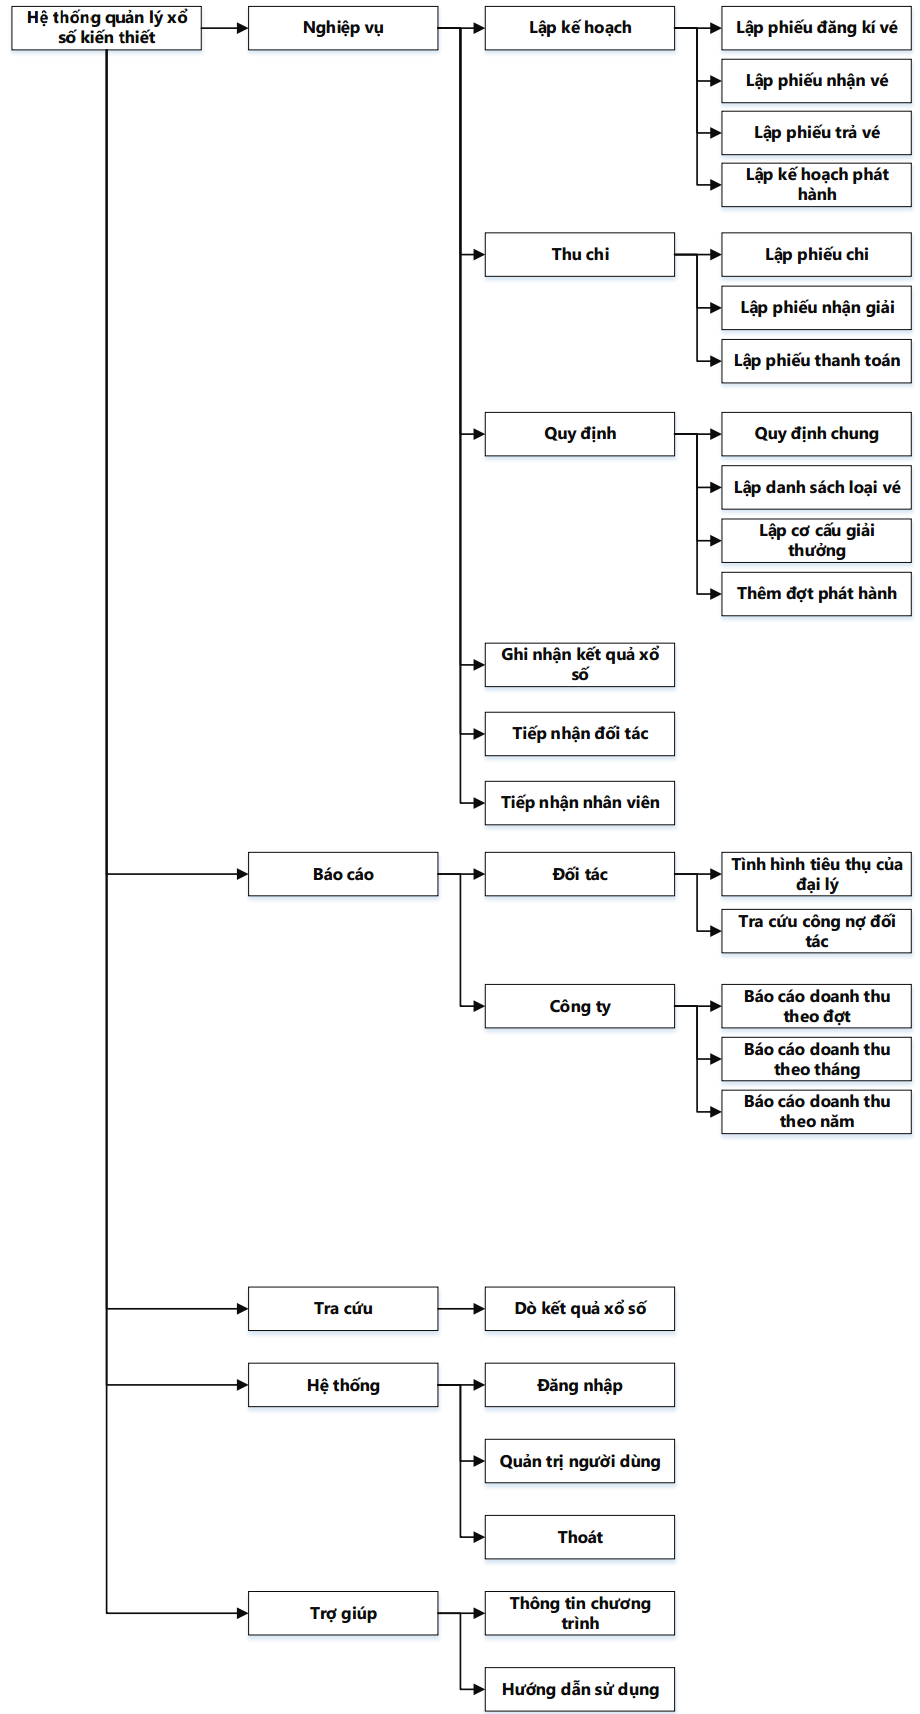 Hệ thống quản lý xổ
số kiến thiết
Nghiệp vụ
Lập kế hoạch
Lập phiếu đăng kí vé
Lập phiếu nhận vé
Lập phiếu trả vé
Lập kế hoạch phát
hành
Thu chi
Lập phiếu chi
Lập phiếu nhận giải
Lập phiếu thanh toán
Quy định
Quy định chung
Lập danh sách loại vé
Lập cơ cấu giải
thưởng
Thêm đợt phát hành
Ghi nhận kết quả xổ
số
Tiếp nhận đối tác
Tiếp nhận nhân viên
Báo cáo
Đối tác
Tình hình tiêu thụ của
đại lý
Tra cứu công nợ đối
tác
Công ty
Báo cáo doanh thu
theo đợt
Báo cáo doanh thu
theo tháng
Báo cáo doanh thu
theo năm
Tra cứu
Dò kết quả xổ số
Hệ thống
Đăng nhập
Quản trị người dùng
Thoát
Trợ giúp
Thông tin chương
trình
Hướng dẫn sử dụng